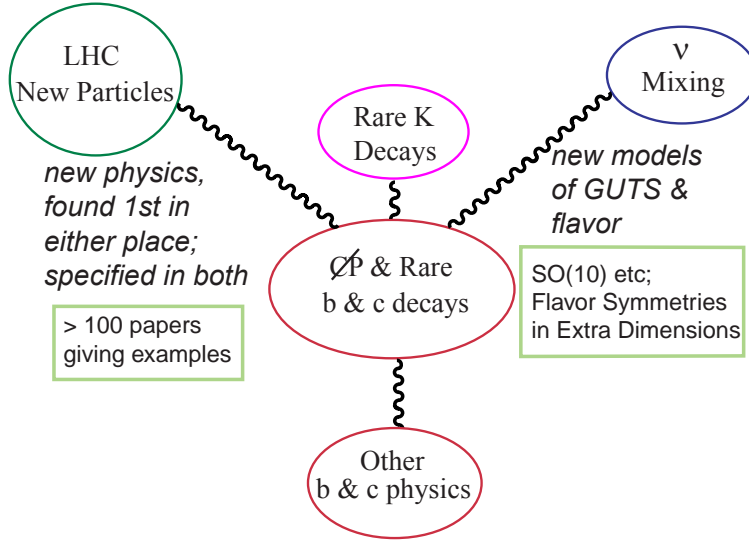 LHC
New Particles
Rare K
Decays
ν
Mixing
new physics,
found 1st in
either place;
specified in both
new models
of GUTS &
flavor
C̸P & Rare
b & c decays
> 100 papers
giving examples
SO(10) etc;
Flavor Symmetries
in Extra Dimensions
Other
b & c physics